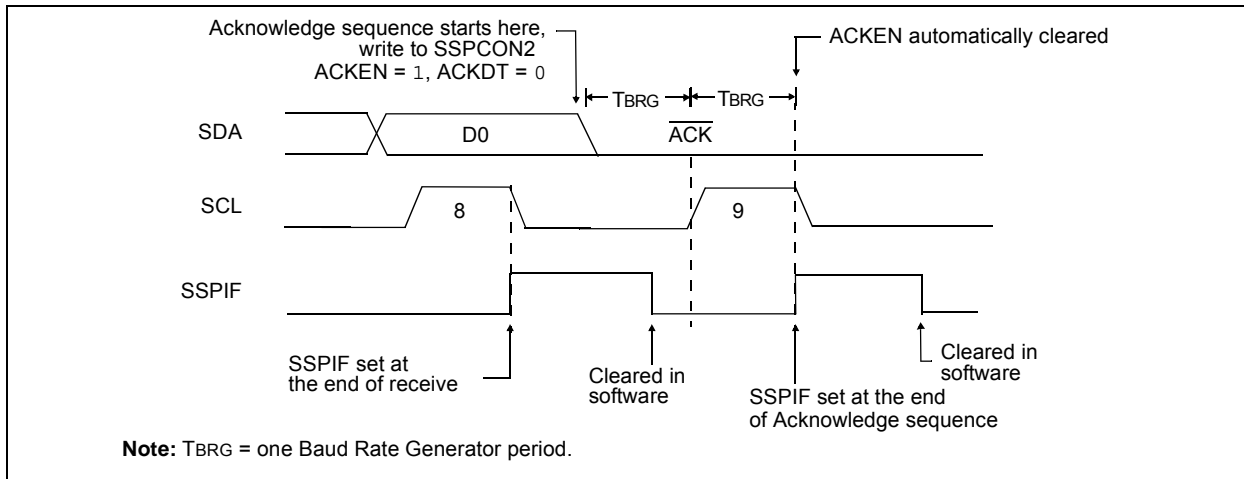 Acknowledge sequence starts here,
write to SSPCON2
ACKEN = 1, ACKDT = 0
ACKEN automatically cleared
TBRG
TBRG
SDA
D0
ACK
SCL
8
9
SSPIF
SSPIF set at
the end of receive
Cleared in
software
SSPIF set at the end
of Acknowledge sequence
Cleared in
software
Note: TBRG = one Baud Rate Generator period.